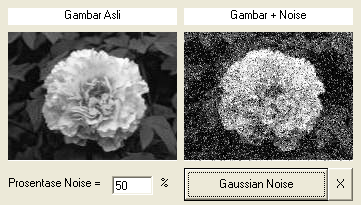 Gambar Asli
Gambar + Noise
Prosentase Noise = 50 %
Gaussian Noise
X